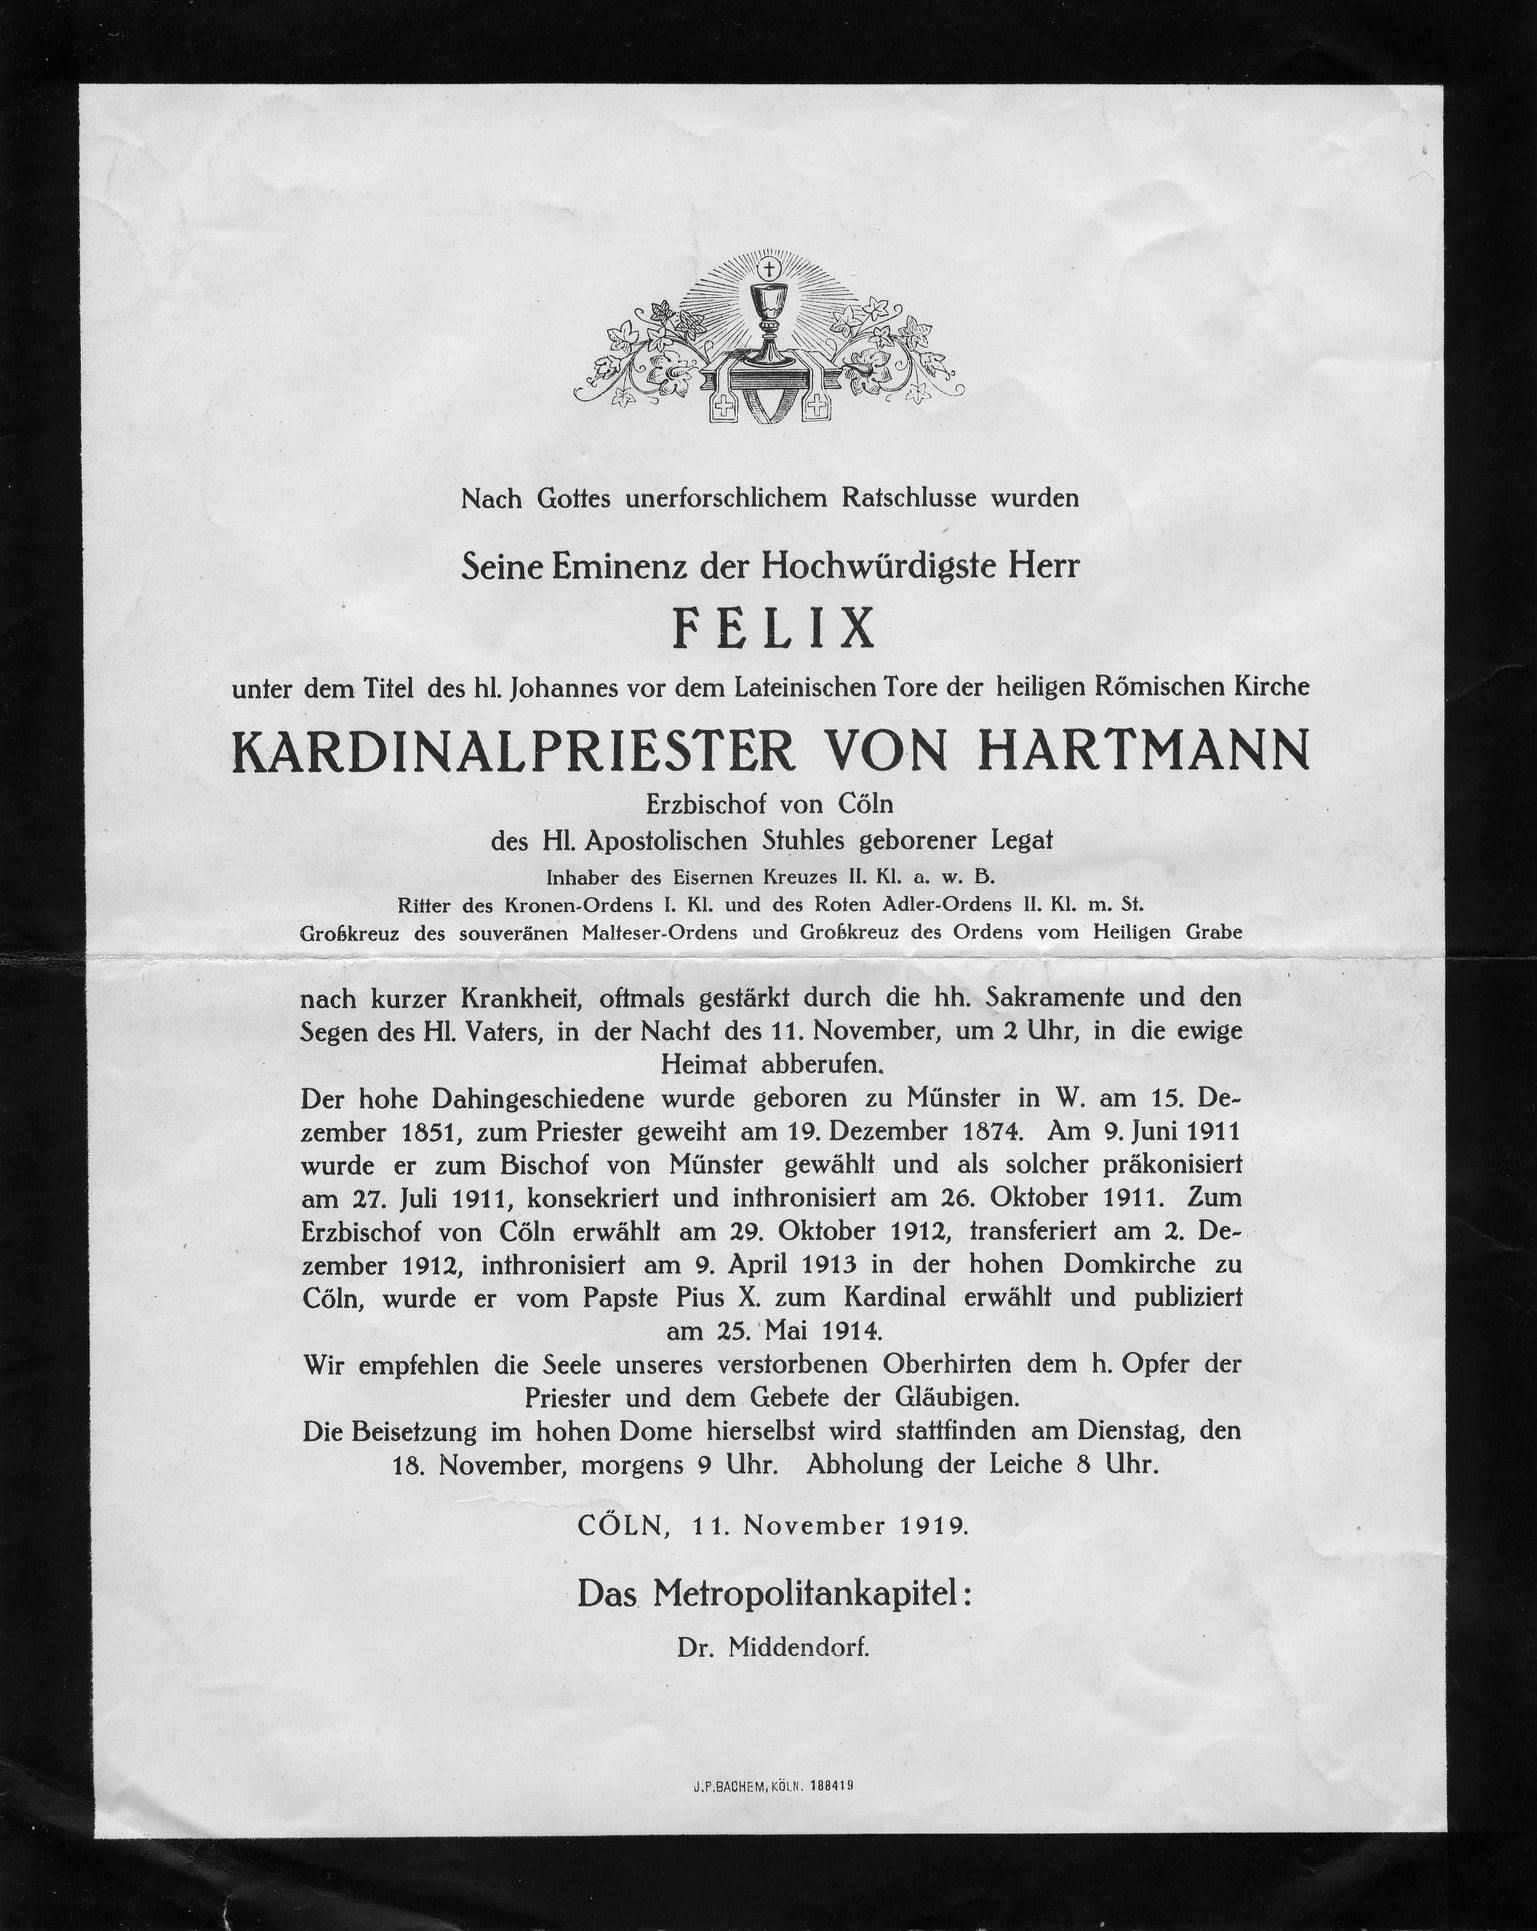 Nach Gottes unerforschlichem Ratschlusse wurden
Seine Eminenz der Hochwürdigste Herr
FELIX
unter dem Titel des hl. Johannes vor dem Lateinischen Tore der heiligen Römischen Kirche
KARDINALPRIESTER VON HARTMANN
Erzbischof von Cöln
des Hl. Apostolischen Stuhles geborener Legat
Inhaber des Eisernen Kreuzes II. Kl. a. w. B.
Ritter des Kronen-Ordens I. Kl. und des Roten Adler-Ordens II. Kl. m. St.
Großkreuz des souveränen Malteser-Ordens und Großkreuz des Ordens vom Heiligen Grabe
nach kurzer Krankheit, oftmals gestärkt durch die hh. Sakramente und den
Segen des Hl. Vaters, in der Nacht des 11. November, um 2 Uhr, in die ewige
Heimat abberufen.
Der hohe Dahingeschiedene wurde geboren zu Münster in W. am 15. De-
zember 1851, zum Priester geweiht am 19. Dezember 1874. Am 9. Juni 1911
wurde er zum Bischof von Münster gewählt und als solcher präkonisiert
am 27. Juli 1911, konsekriert und inthronisiert am 26. Oktober 1911. Zum
Erzbischof von Cöln erwählt am 29. Oktober 1912, transferiert am 2. De-
zember 1912, inthronisiert am 9. April 1913 in der hohen Domkirche zu
Cöln, wurde er vom Papste Pius X. zum Kardinal erwählt und publiziert
am 25. Mai 1914.
Wir empfehlen die Seele unseres verstorbenen Oberhirten dem h. Opfer der
Priester und dem Gebete der Gläubigen.
Die Beisetzung im hohen Dome hierselbst wird stattfinden am Dienstag, den
18. November, morgens 9 Uhr. Abholung der Leiche 8 Uhr.
CÖLN, 11. November 1919.
Das Metropolitankapitel:
Dr. Middendorf.
J.P.BACHEM, KÖLN. 188419